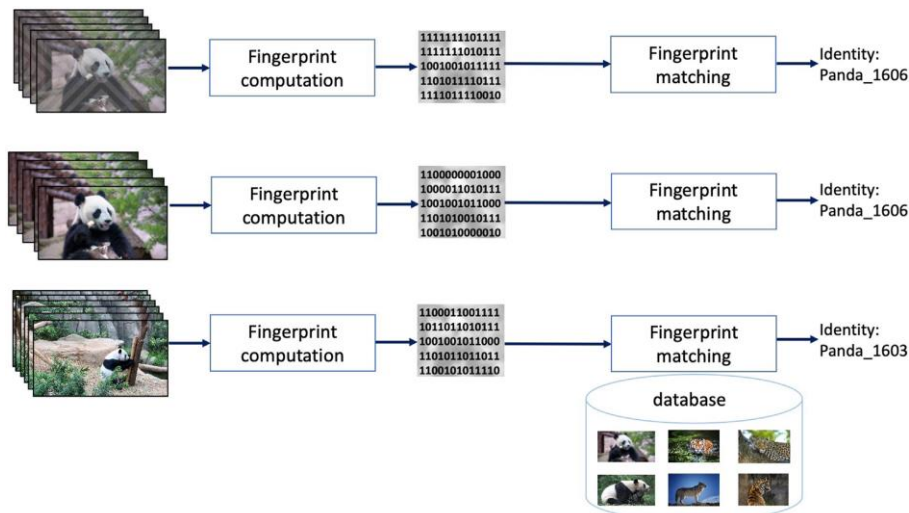 Fingerprint
computation
1111111101111
1111111010111
1001001011111
1101011110111
1111011110010
Fingerprint
matching
Identity:
Panda_1606
Fingerprint
computation
1100000001000
1000011010111
1001001011000
1101010010111
1001010000010
Fingerprint
matching
Identity:
Panda_1606
Fingerprint
computation
1100011001111
1011011010111
1001001011000
1101011011011
1100101011110
Fingerprint
matching
Identity:
Panda_1603
database